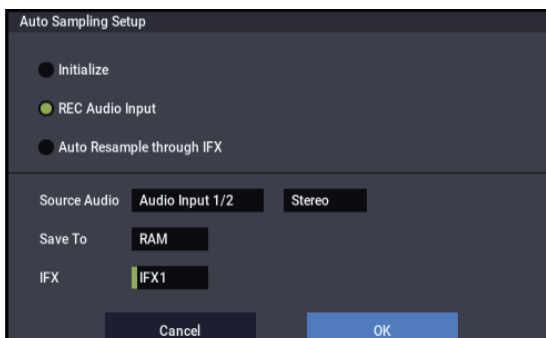 Auto Sampling Setup
Initialize
REC Audio Input
Auto Resample through IFX
Source Audio Audio Input 1/2 Stereo
Save To RAM
IFX IFX1
Cancel OK